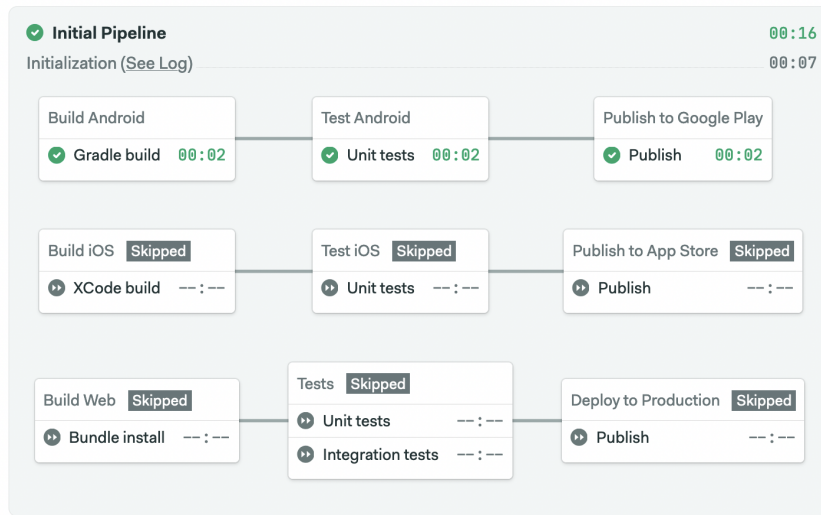 Initial Pipeline 00:16
Initialization (See Log) 00:07
Build Android
Gradle build 00:02
Test Android
Unit tests 00:02
Publish to Google Play
Publish 00:02
Build iOS Skipped
XCode build --:--
Test iOS Skipped
Unit tests --:--
Publish to App Store Skipped
Publish --:--
Build Web Skipped
Bundle install --:--
Tests Skipped
Unit tests --:--
Integration tests --:--
Deploy to Production Skipped
Publish --:--